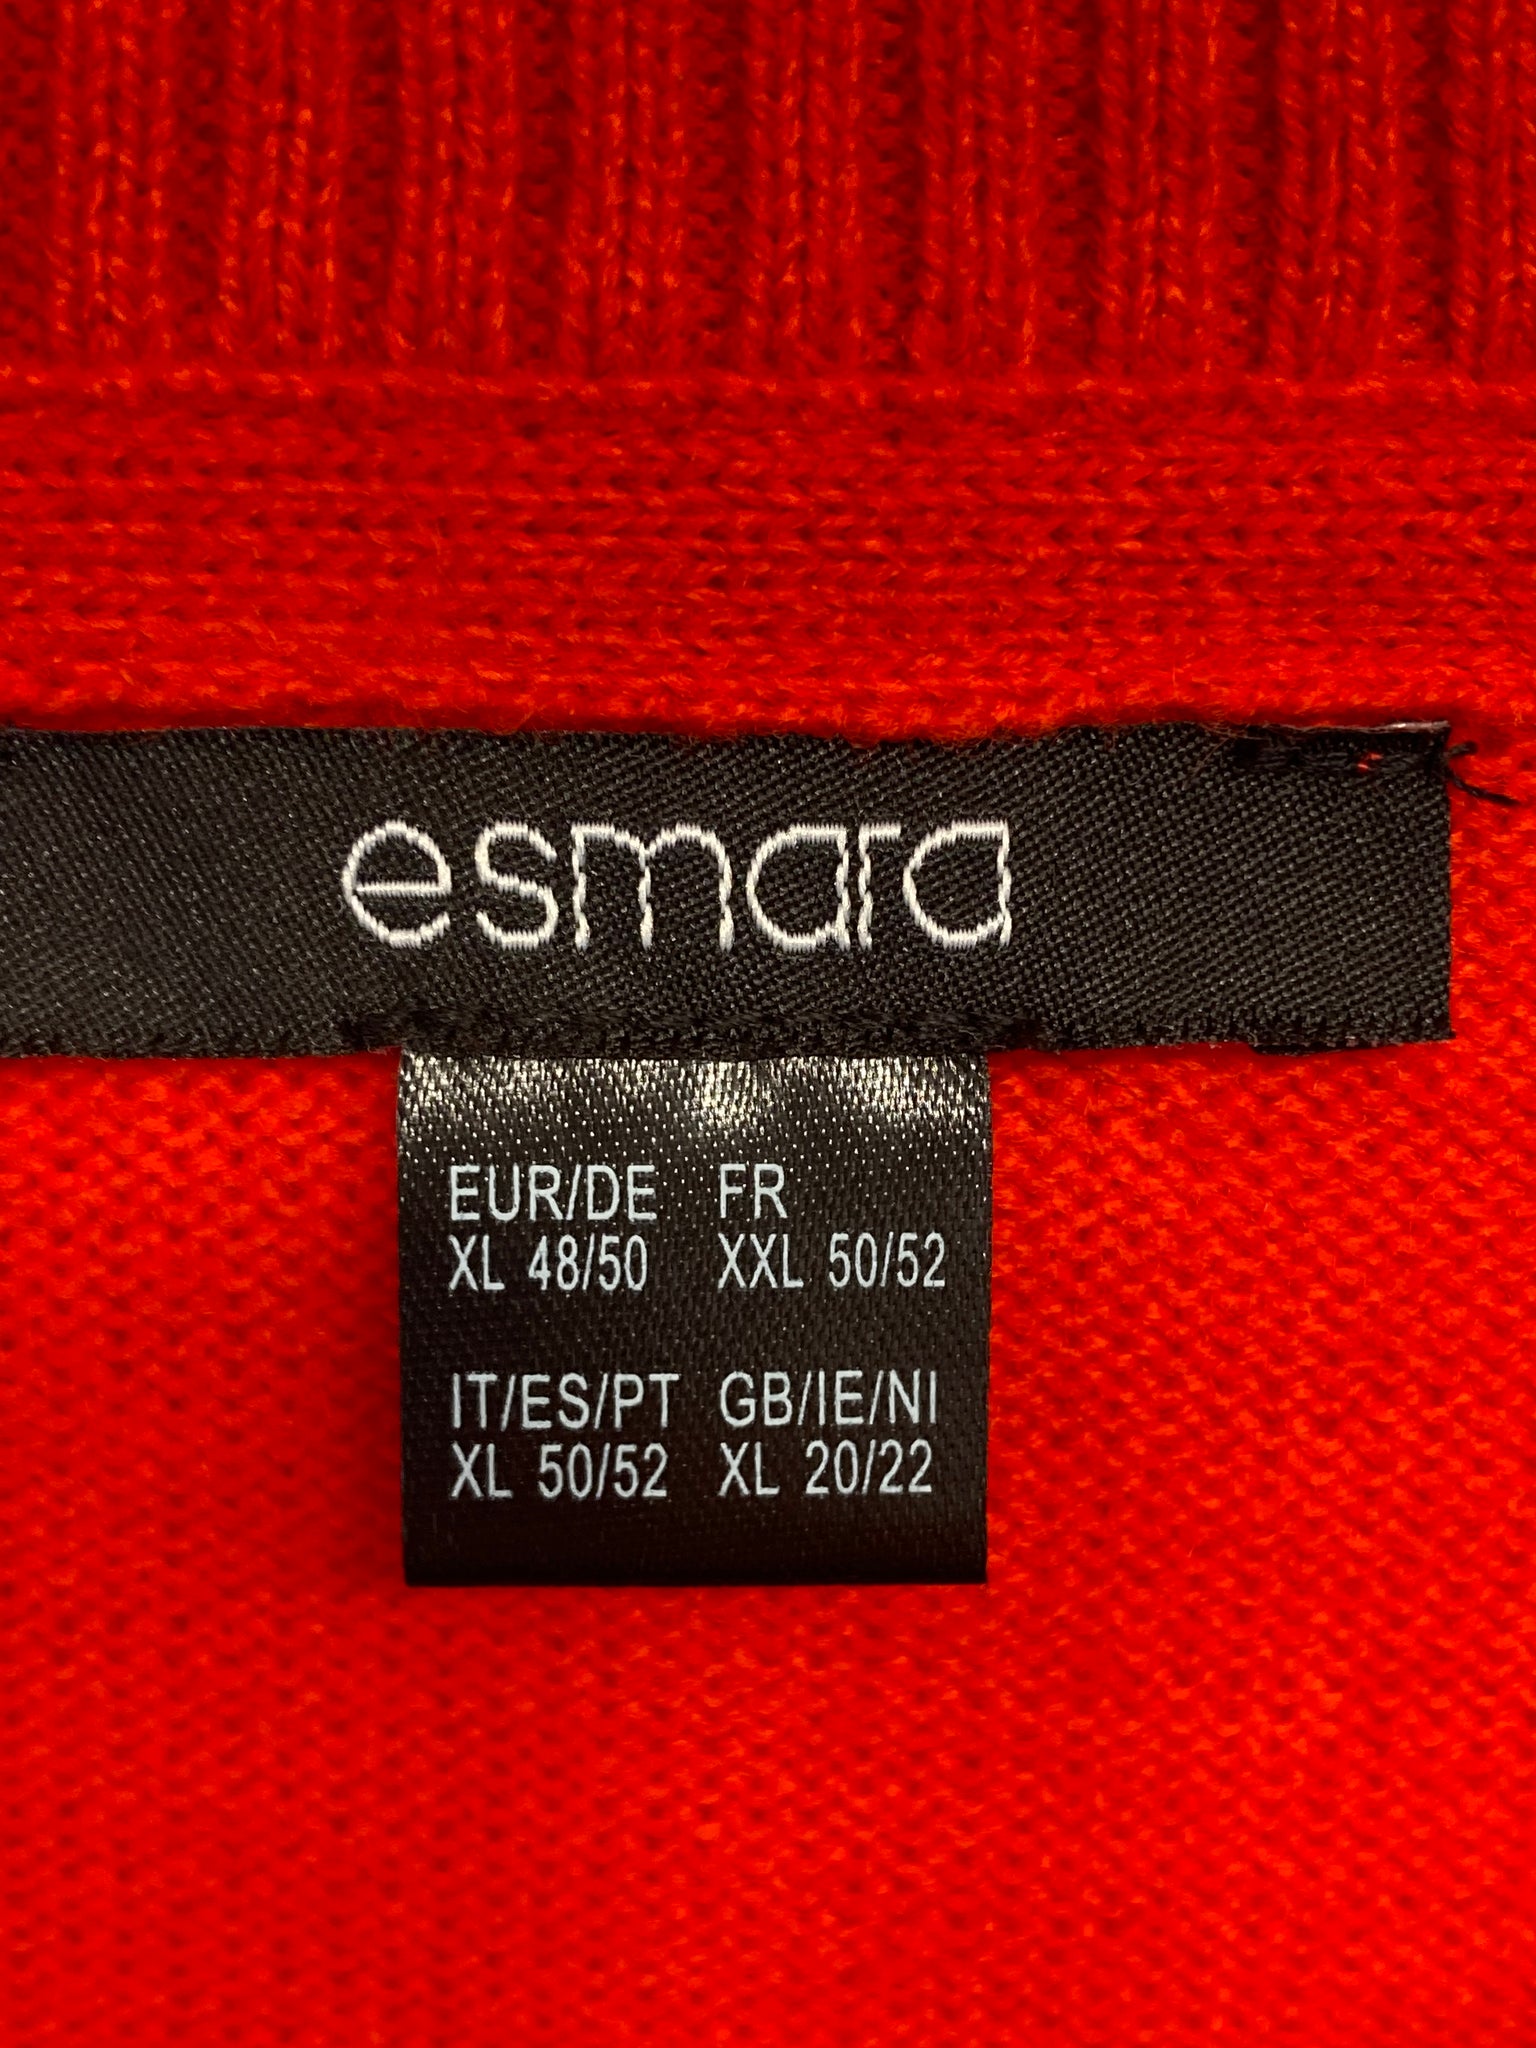 esmara
EUR/DE FR
XL 48/50 XXL 50/52
IT/ES/PT GB/IE/NI
XL 50/52 XL 20/22